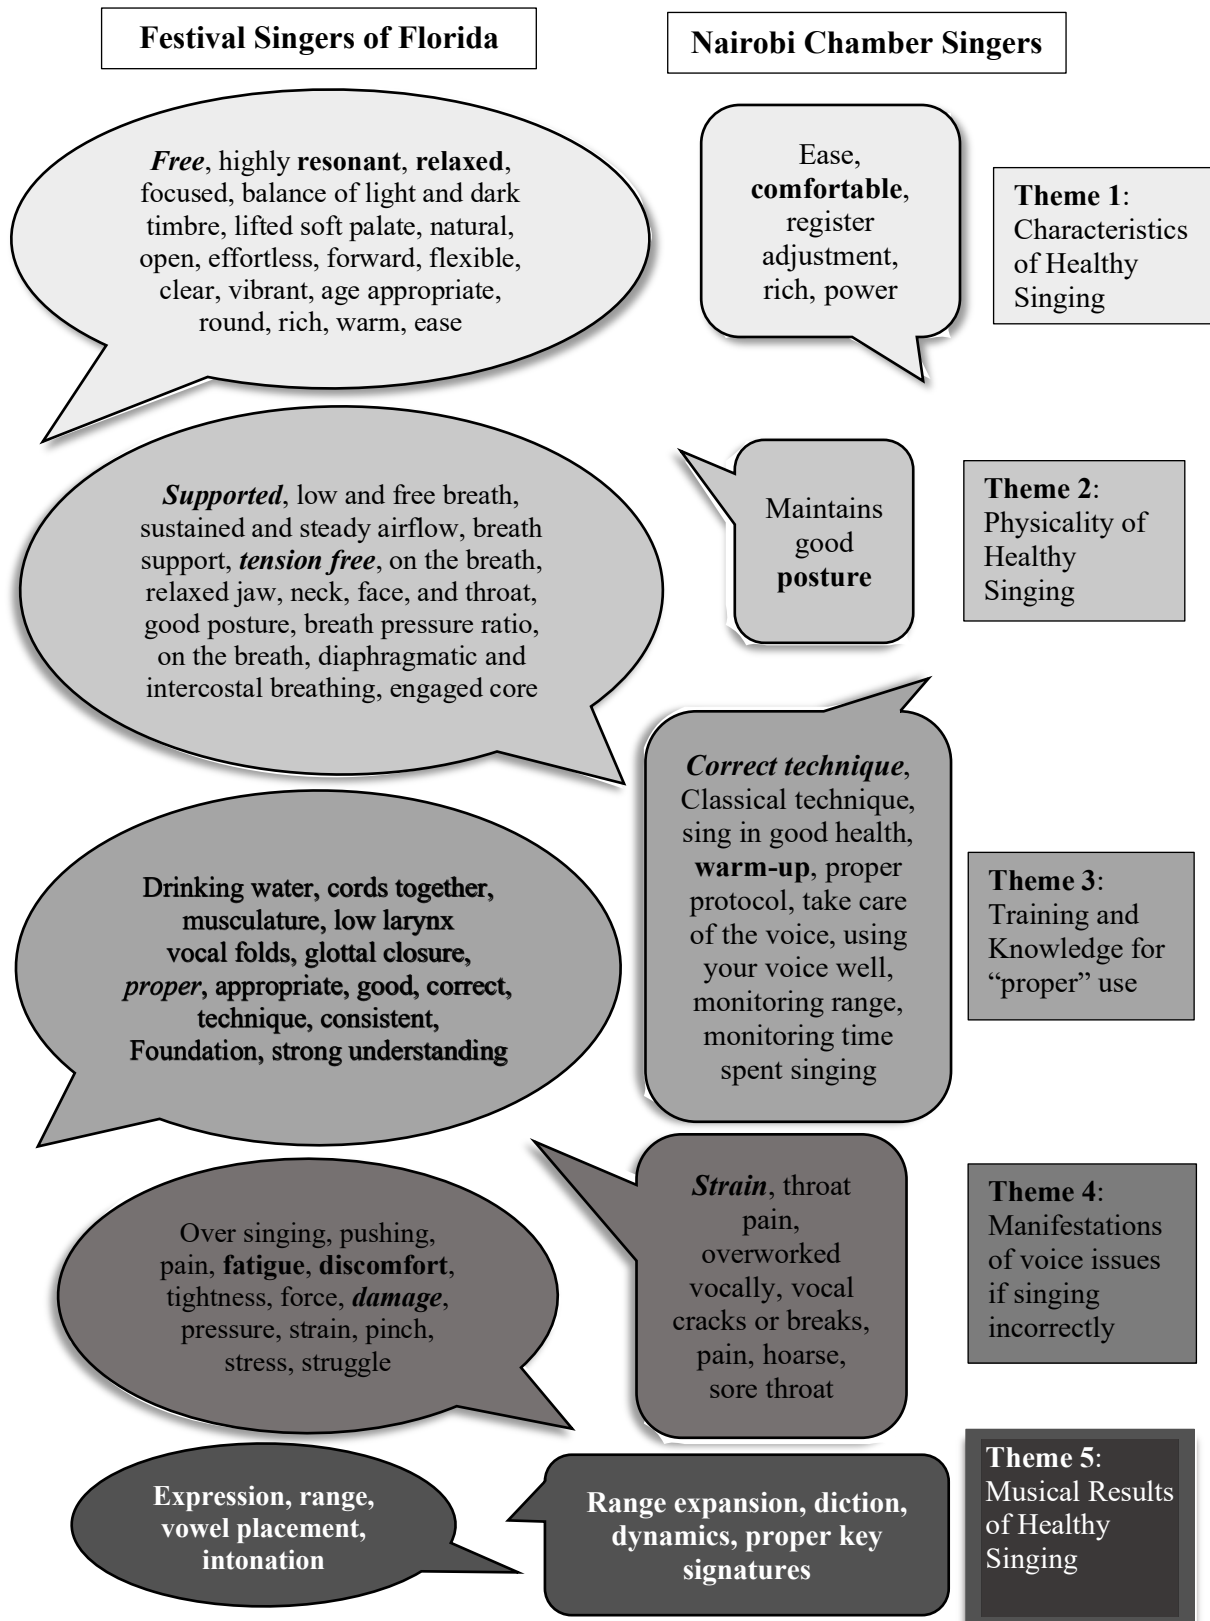 Festival Singers of Florida
Nairobi Chamber Singers
Free, highly resonant, relaxed,
focused, balance of light and dark
timbre, lifted soft palate, natural,
open, effortless, forward, flexible,
clear, vibrant, age appropriate,
round, rich, warm, ease
Ease,
comfortable,
register
adjustment,
rich, power
Theme 1:
Characteristics
of Healthy
Singing
Supported, low and free breath,
sustained and steady airflow, breath
support, tension free, on the breath,
relaxed jaw, neck, face, and throat,
good posture, breath pressure ratio,
on the breath, diaphragmatic and
intercostal breathing, engaged core
Maintains
good
posture
Theme 2:
Physicality of
Healthy
Singing
Drinking water, cords together,
musculature, low larynx
vocal folds, glottal closure,
proper, appropriate, good, correct,
technique, consistent,
Foundation, strong understanding
Correct technique,
Classical technique,
sing in good health,
warm-up, proper
protocol, take care
of the voice, using
your voice well,
monitoring range,
monitoring time
spent singing
Theme 3:
Training and
Knowledge for
“proper” use
Over singing, pushing,
pain, fatigue, discomfort,
tightness, force, damage,
pressure, strain, pinch,
stress, struggle
Strain, throat
pain,
overworked
vocally, vocal
cracks or breaks,
pain, hoarse,
sore throat
Theme 4:
Manifestations
of voice issues
if singing
incorrectly
Expression, range,
vowel placement,
intonation
Range expansion, diction,
dynamics, proper key
signatures
Theme 5:
Musical Results
of Healthy
Singing